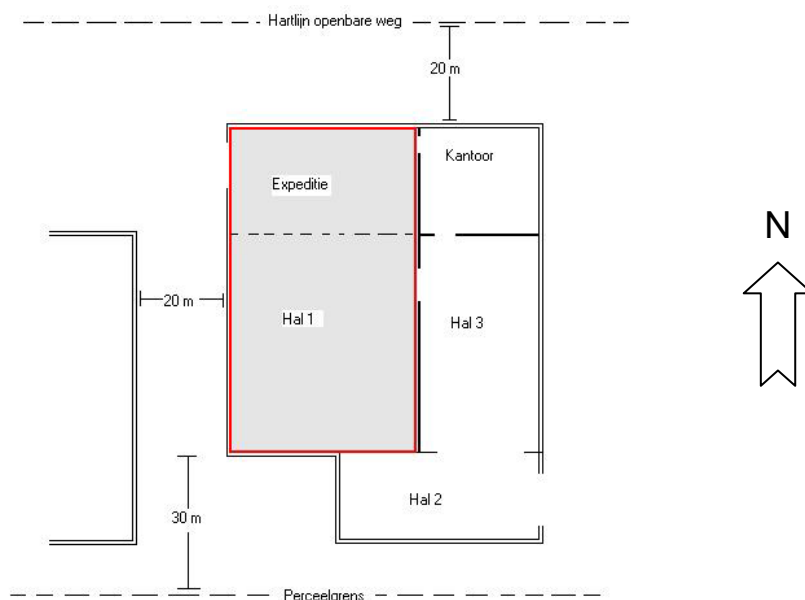 Hartlijn openbare weg
20 m
Kantoor
Expeditie
N
20 m
Hal 1
Hal 3
Hal 2
30 m
Perceelgrens